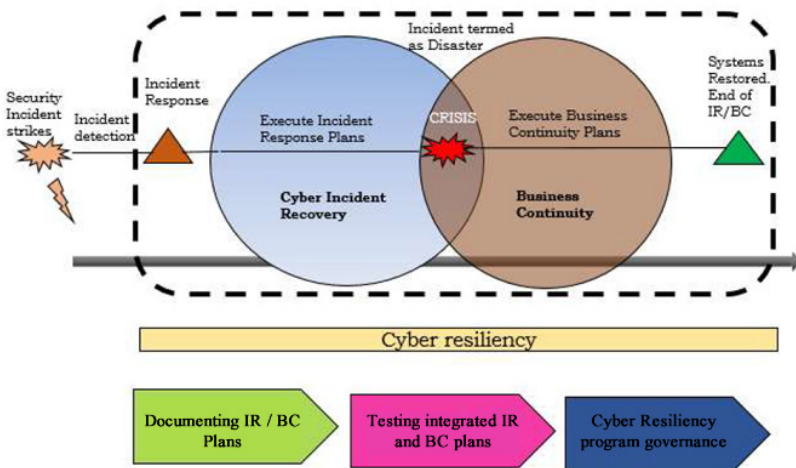 Incident termed
as Disaster
Security
Incident
strikes
Incident
detection
Incident
Response
Execute Incident
Response Plans
CRISIS
Execute Business
Continuity Plans
Systems
Restored.
End of
IR/BC
Cyber Incident
Recovery
Business
Continuity
Cyber resiliency
Documenting IR / BC
Plans
Testing integrated IR
and BC plans
Cyber Resiliency
program governance